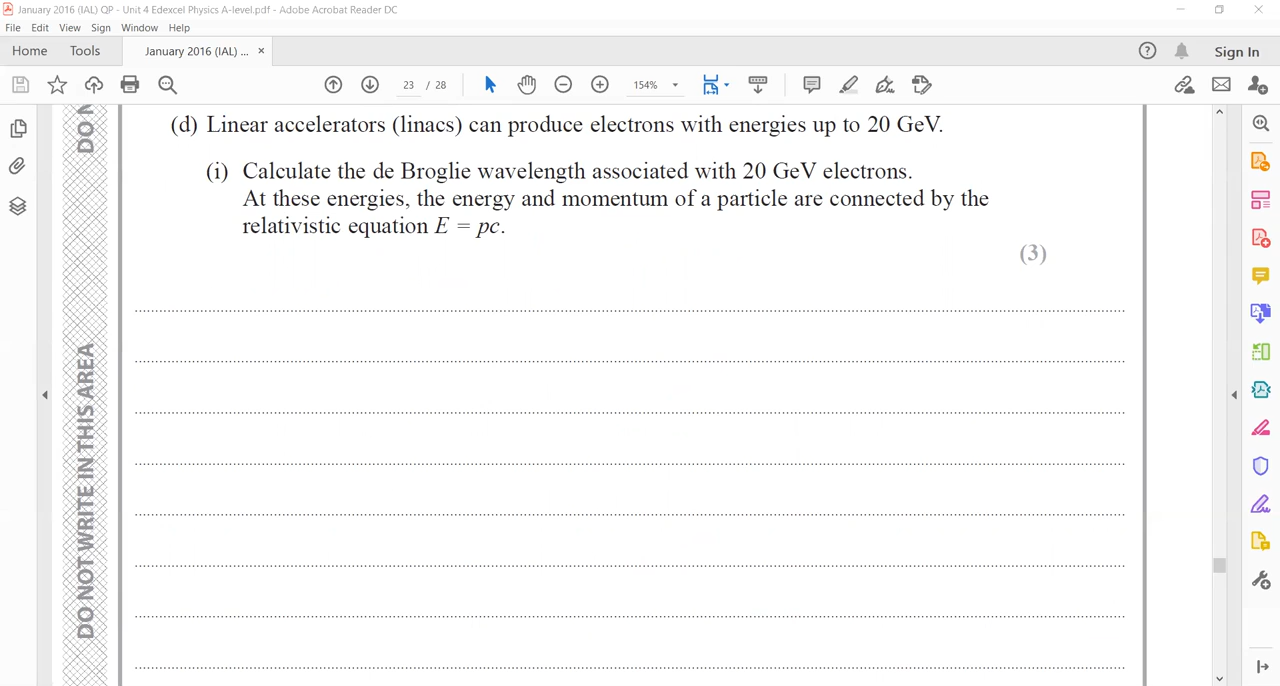 January 2016 (IAL) QP - Unit 4 Edexcel Physics A-level.pdf - Adobe Acrobat Reader DC
File Edit View Sign Window Help
Home Tools January 2016 (IAL) ... × Sign In
23 / 28 154%
DO N
(d) Linear accelerators (linacs) can produce electrons with energies up to 20 GeV.
(i) Calculate the de Broglie wavelength associated with 20 GeV electrons.
At these energies, the energy and momentum of a particle are connected by the
relativistic equation E = pc.
(3)
DO NOT WRITE IN THIS AREA